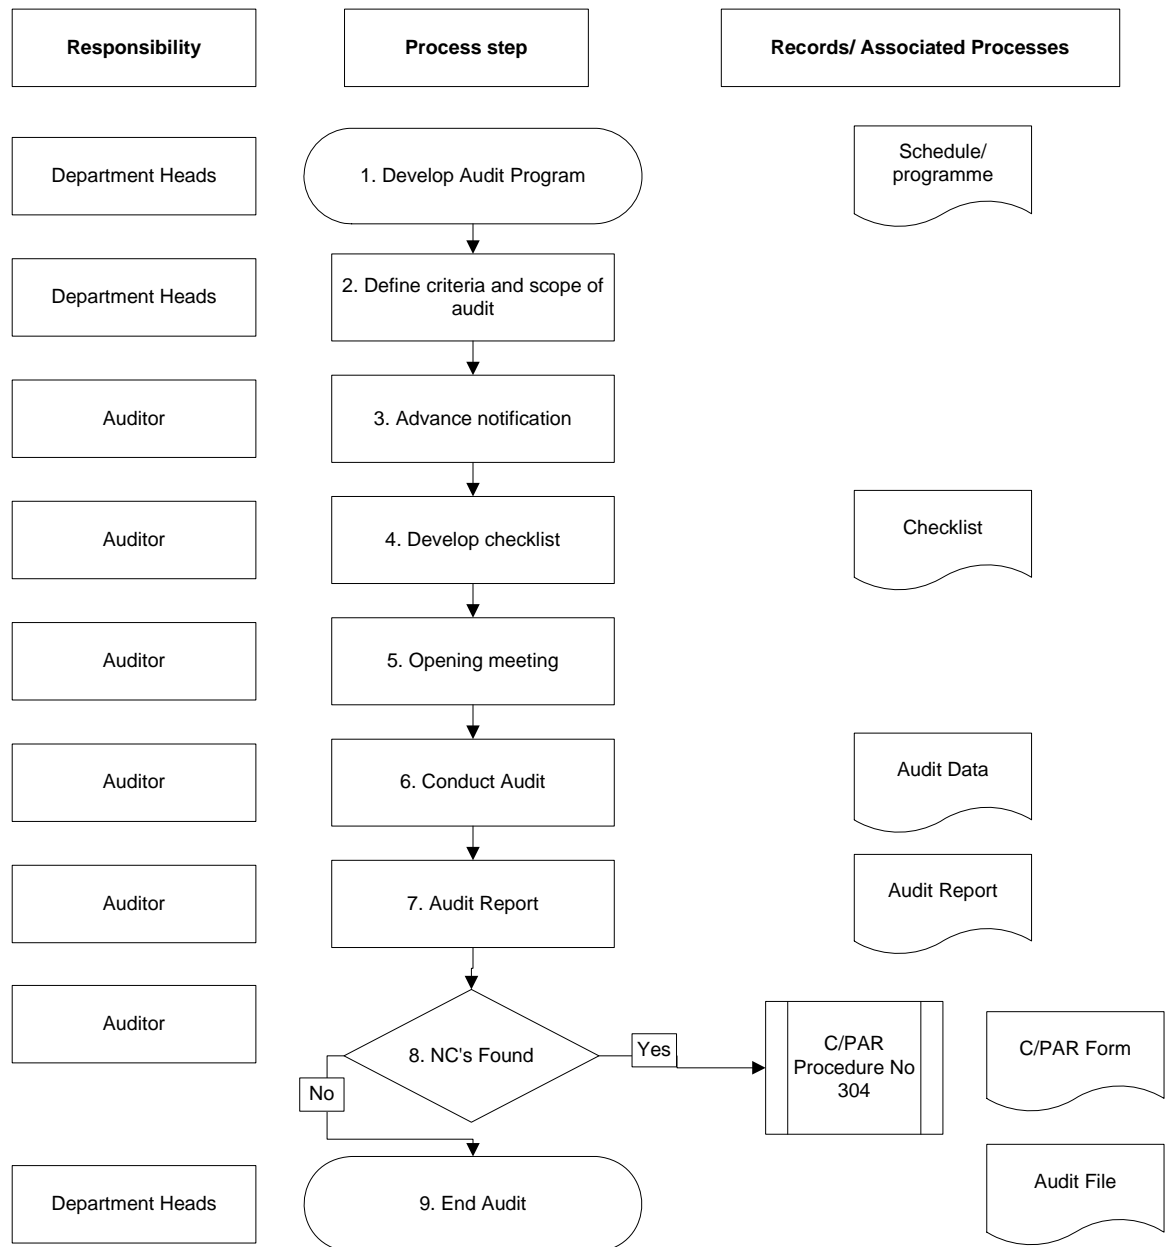 Responsibility
Process step
Records/ Associated Processes
Department Heads
1. Develop Audit Program
Schedule/
programme
Department Heads
2. Define criteria and scope of
audit
Auditor
3. Advance notification
Auditor
4. Develop checklist
Checklist
Auditor
5. Opening meeting
Auditor
6. Conduct Audit
Audit Data
Auditor
7. Audit Report
Audit Report
Auditor
8. NC's Found
Yes
No
C/PAR
Procedure No
304
C/PAR Form
Department Heads
9. End Audit
Audit File